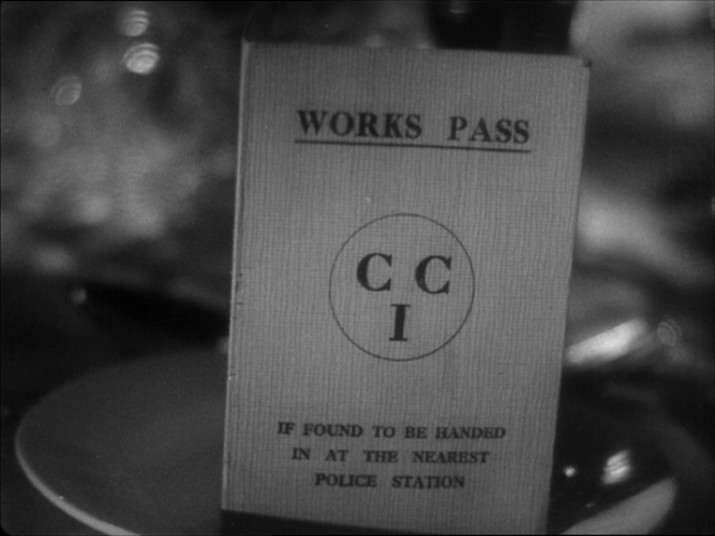 WORKS PASS
C C
I
IF FOUND TO BE HANDED
IN AT THE NEAREST
POLICE STATION